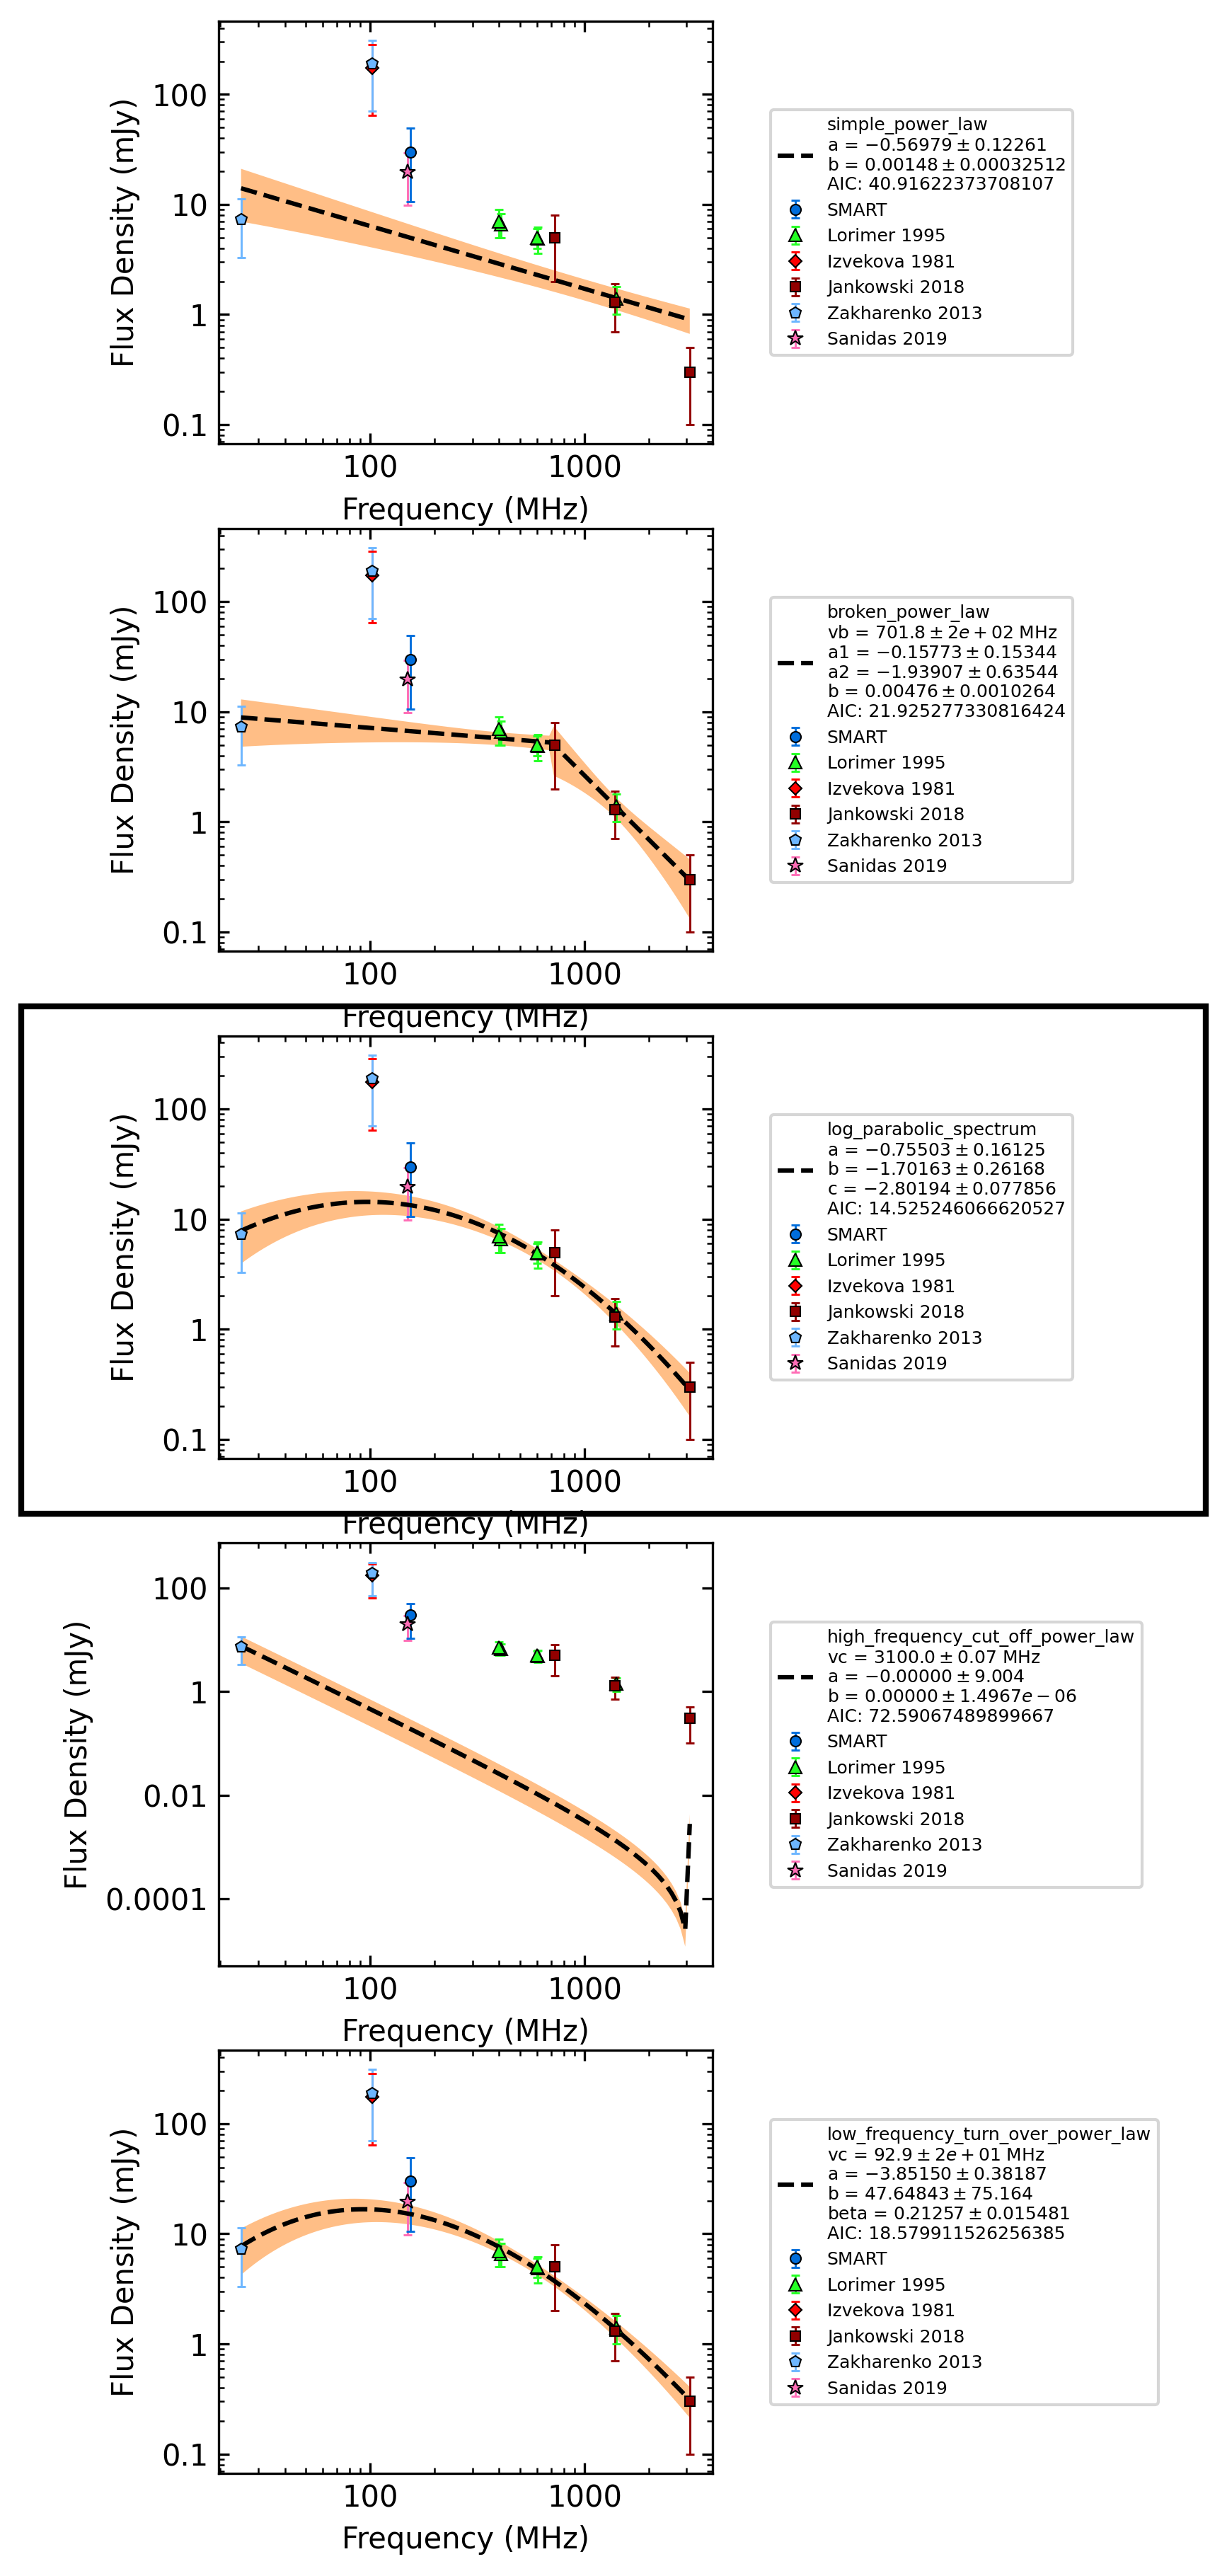 100
10
1
0.1
Flux Density (mJy)
100
1000
Frequency (MHz)
simple_power_law
a = −0.56979 ± 0.12261
b = 0.00148 ± 0.00032512
AIC: 40.91622373708107
SMART
Lorimer 1995
Izvekova 1981
Jankowski 2018
Zakharenko 2013
Sanidas 2019
100
10
1
0.1
Flux Density (mJy)
100
1000
Frequency (MHz)
broken_power_law
vb = 701.8 ± 2e + 02 MHz
a1 = −0.15773 ± 0.15344
a2 = −1.93907 ± 0.63544
b = 0.00476 ± 0.0010264
AIC: 21.925277330816424
SMART
Lorimer 1995
Izvekova 1981
Jankowski 2018
Zakharenko 2013
Sanidas 2019
100
10
1
0.1
Flux Density (mJy)
100
1000
Frequency (MHz)
log_parabolic_spectrum
a = −0.75503 ± 0.16125
b = −1.70163 ± 0.26168
c = −2.80194 ± 0.077856
AIC: 14.525246066620527
SMART
Lorimer 1995
Izvekova 1981
Jankowski 2018
Zakharenko 2013
Sanidas 2019
100
1
0.01
0.0001
Flux Density (mJy)
100
1000
Frequency (MHz)
high_frequency_cut_off_power_law
vc = 3100.0 ± 0.07 MHz
a = −0.00000 ± 9.004
b = 0.00000 ± 1.4967e − 06
AIC: 72.59067489899667
SMART
Lorimer 1995
Izvekova 1981
Jankowski 2018
Zakharenko 2013
Sanidas 2019
100
10
1
0.1
Flux Density (mJy)
100
1000
Frequency (MHz)
low_frequency_turn_over_power_law
vc = 92.9 ± 2e + 01 MHz
a = −3.85150 ± 0.38187
b = 47.64843 ± 75.164
beta = 0.21257 ± 0.015481
AIC: 18.579911526256385
SMART
Lorimer 1995
Izvekova 1981
Jankowski 2018
Zakharenko 2013
Sanidas 2019